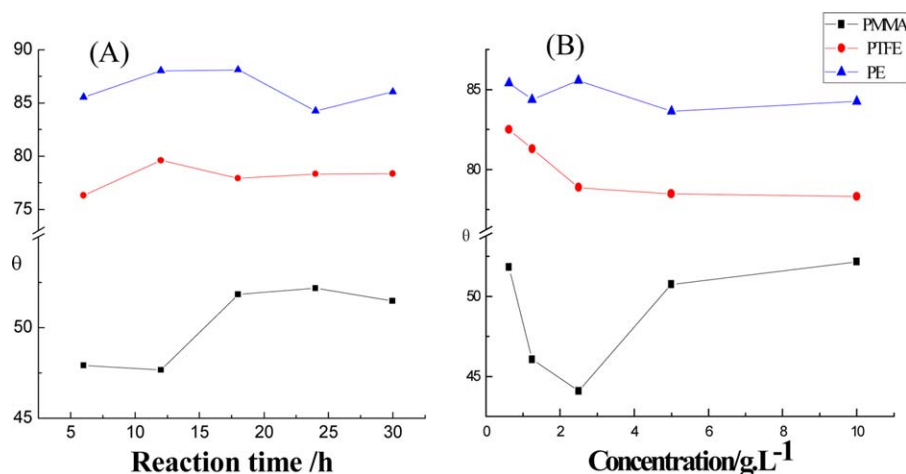 (A)
90
85
80
75
θ
50
45
5 10 15 20 25 30
Reaction time /h
(B)
PMMA
PTFE
PE
85
80
θ
50
45
0 2 4 6 8 10
Concentration/g.L-1